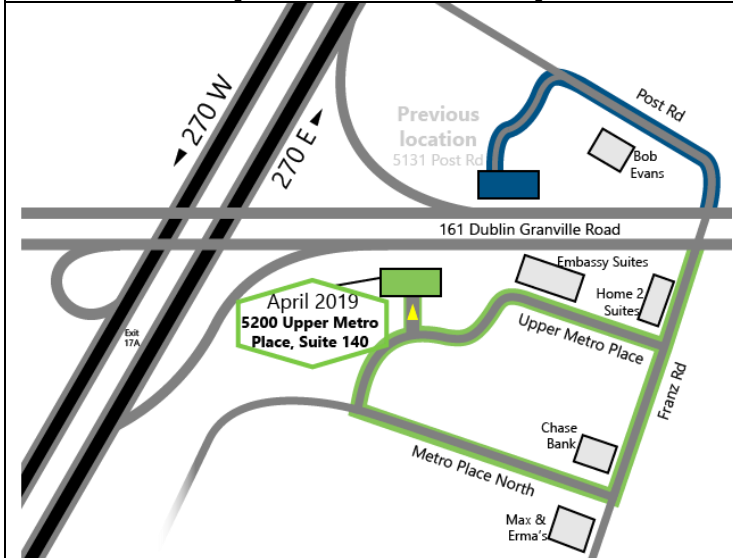 270 W
270 E
Previous
location
5131 Post Rd
Post Rd
Bob
Evans
161 Dublin Granville Road
Embassy Suites
Home 2
Suites
April 2019
5200 Upper Metro
Place, Suite 140
Exit
17A
Upper Metro Place
Franz Rd
Chase
Bank
Metro Place North
Max &
Erma's